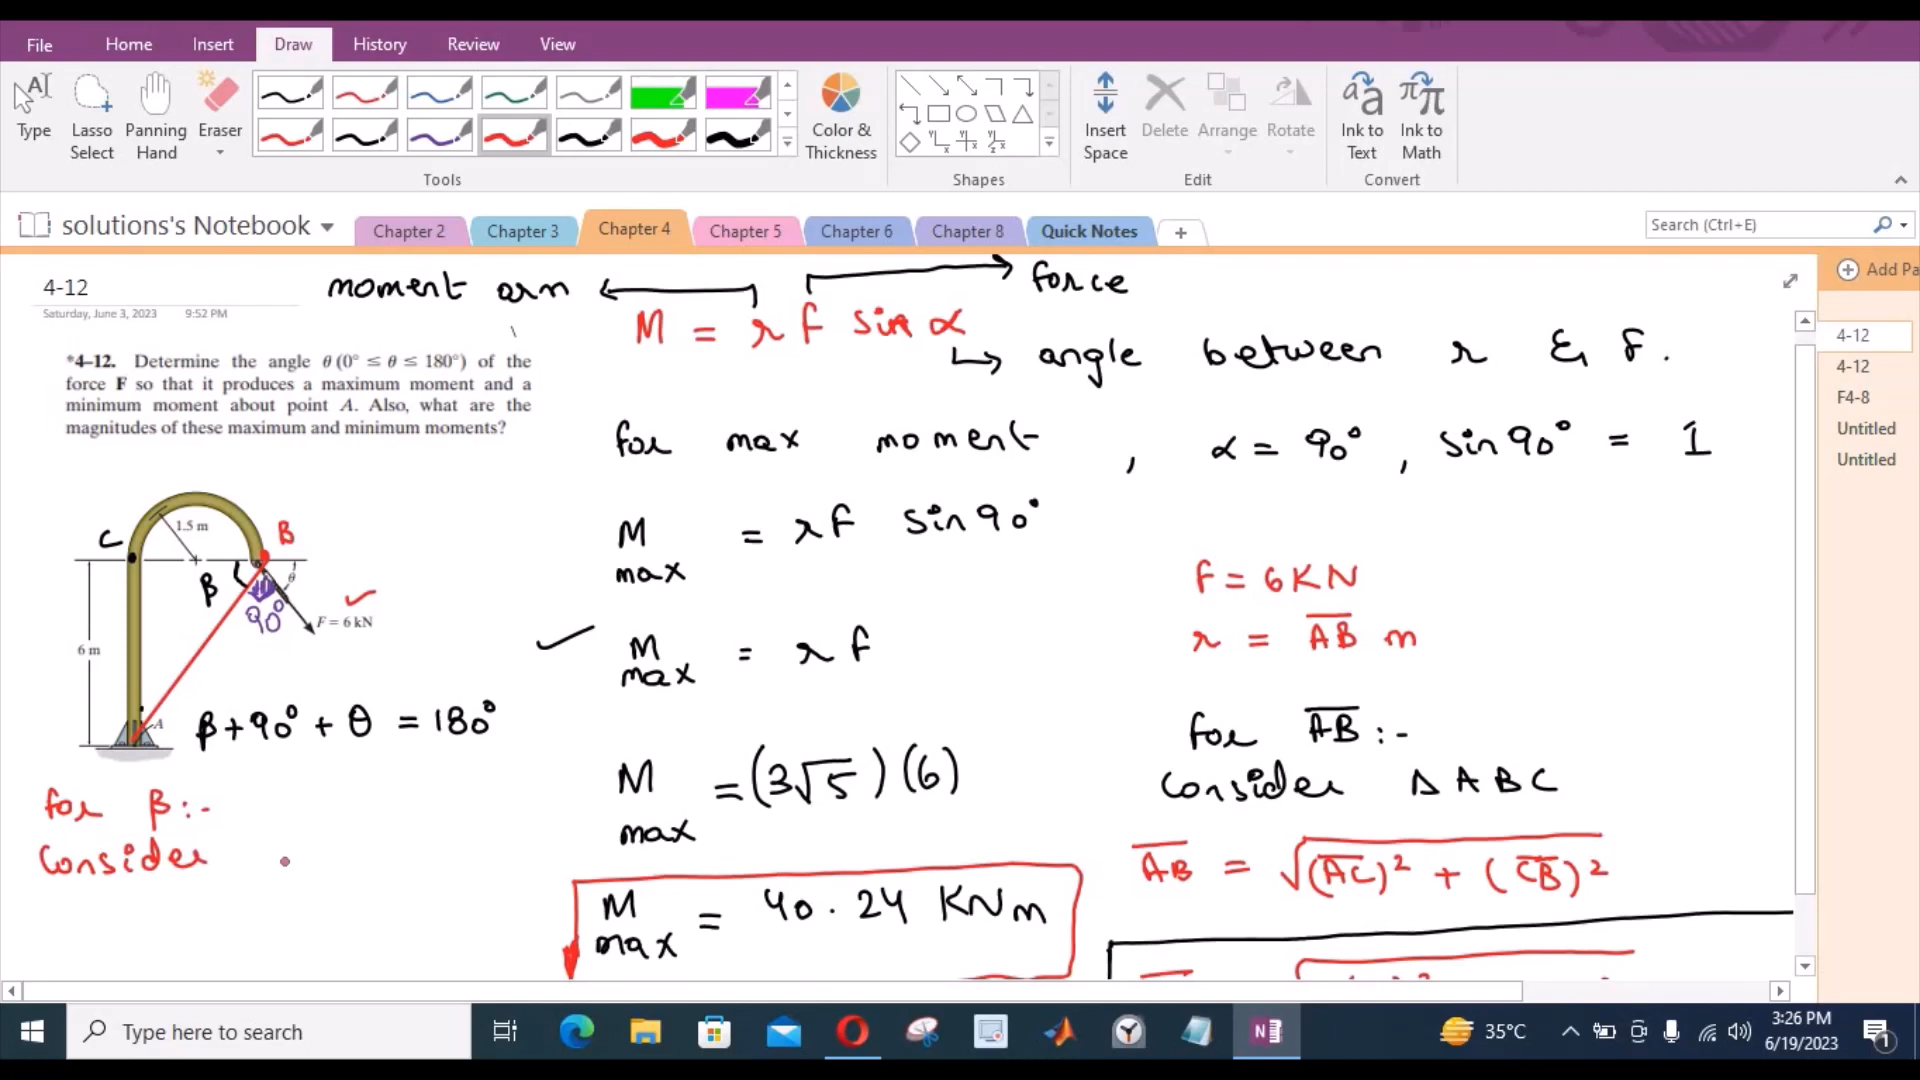 File Home Insert Draw History Review View
Type
Lasso Select
Panning Hand
Eraser
Color & Thickness
Insert Space
Delete
Arrange
Rotate
Ink to Text
Ink to Math
Tools
Shapes
Edit
Convert
solutions's Notebook
Chapter 2 Chapter 3 Chapter 4 Chapter 5 Chapter 6 Chapter 8 Quick Notes +
Search (Ctrl+E)
Add Pa
4-12
4-12
F4-8
Untitled
Untitled
4-12
Saturday, June 3, 2023 9:52 PM
*4–12. Determine the angle θ (0° ≤ θ ≤ 180°) of the
force F so that it produces a maximum moment and a
minimum moment about point A. Also, what are the
magnitudes of these maximum and minimum moments?
C
1.5 m
B
β
θ
90°
F = 6 kN
6 m
A
β + 90° + θ = 180°
for β:-
Consider
moment arm
force
M = r f sin α
angle between r & F.
for max moment , α = 90° , sin 90° = 1
M max = r F sin 90°
M max = r f
M max = (3√5) (6)
M max = 40.24 KNm
f = 6KN
r = AB m
for AB :-
Consider Δ ABC
AB = √(AC)² + (CB)²
Type here to search
35°C
3:26 PM
6/19/2023
1